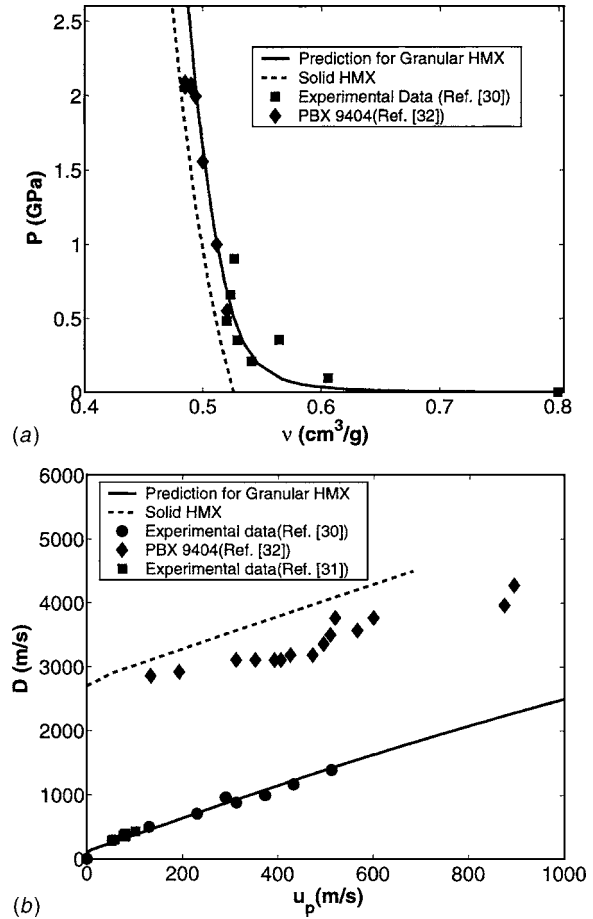 2.5
2
1.5
1
0.5
0
P (GPa)
Prediction for Granular HMX
Solid HMX
Experimental Data (Ref. [30])
PBX 9404(Ref. [32])
0.4
0.5
0.6
0.7
0.8
ν (cm³/g)
(a)
6000
5000
4000
3000
2000
1000
0
D (m/s)
Prediction for Granular HMX
Solid HMX
Experimental data(Ref. [30])
PBX 9404(Ref. [32])
Experimental data(Ref. [31])
0
200
400
600
800
1000
u_p(m/s)
(b)